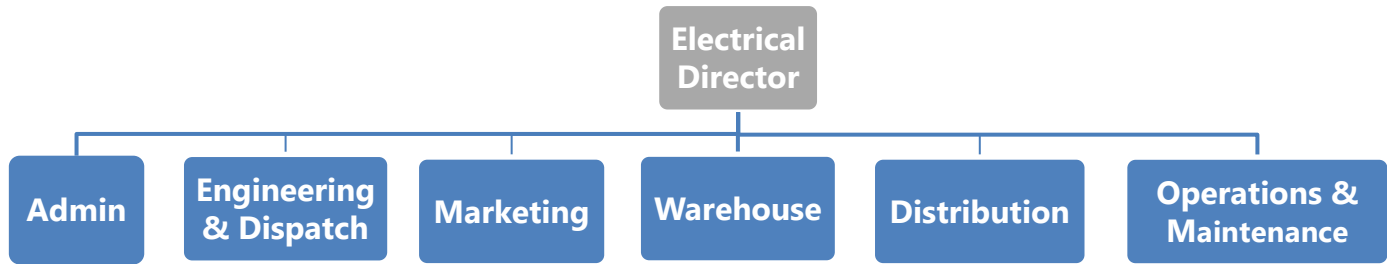 Electrical
Director
Admin
Engineering
& Dispatch
Marketing
Warehouse
Distribution
Operations &
Maintenance